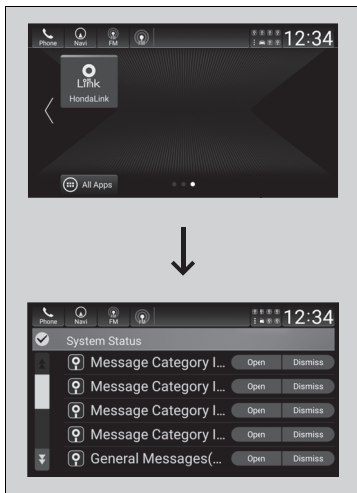 Phone Navi FM 12:34
Link
HondaLink
All Apps
Phone Navi FM 12:34
System Status
Message Category I... Open Dismiss
Message Category I... Open Dismiss
Message Category I... Open Dismiss
Message Category I... Open Dismiss
General Messages(... Open Dismiss